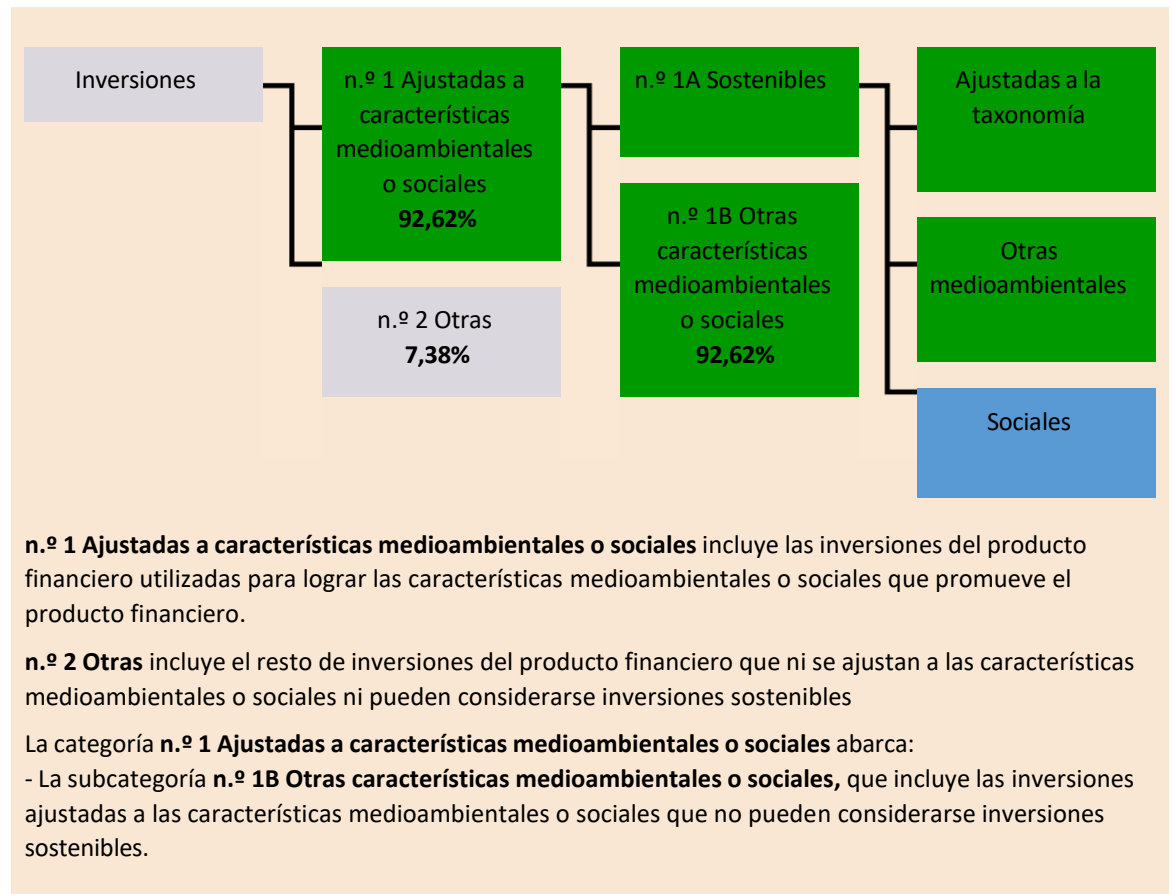 Inversiones
n.º 1 Ajustadas a
características
medioambientales
o sociales
92,62%
n.º 2 Otras
7,38%
n.º 1A Sostenibles
n.º 1B Otras
características
medioambientales
o sociales
92,62%
Ajustadas a la
taxonomía
Otras
medioambientales
Sociales
n.º 1 Ajustadas a características medioambientales o sociales incluye las inversiones del producto
financiero utilizadas para lograr las características medioambientales o sociales que promueve el
producto financiero.
n.º 2 Otras incluye el resto de inversiones del producto financiero que ni se ajustan a las características
medioambientales o sociales ni pueden considerarse inversiones sostenibles
La categoría n.º 1 Ajustadas a características medioambientales o sociales abarca:
- La subcategoría n.º 1B Otras características medioambientales o sociales, que incluye las inversiones
ajustadas a las características medioambientales o sociales que no pueden considerarse inversiones
sostenibles.